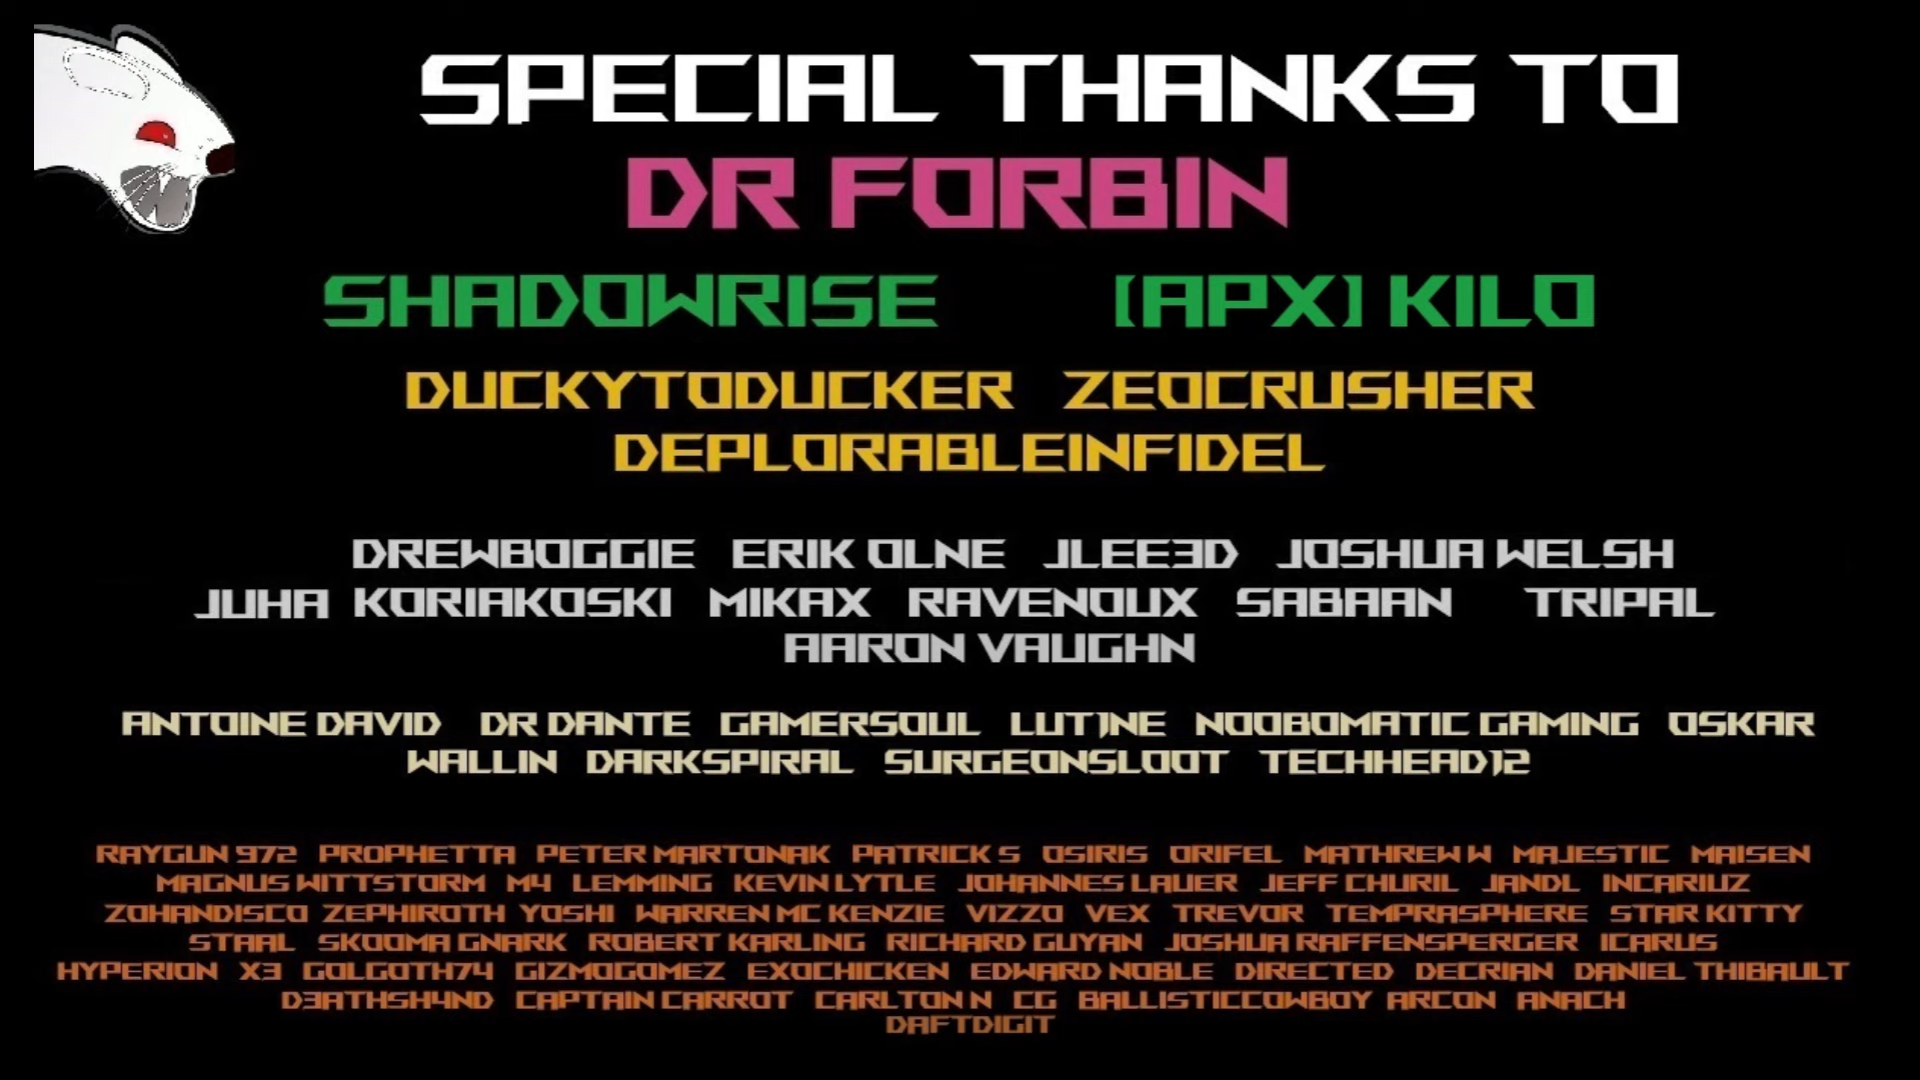 SPECIAL THANKS TO
DR FORBIN
SHADOWRISE [APX] KILO
DUCKYTODUCKER ZEOCRUSHER
DEPLORABLEINFIDEL
DREWBOGGIE ERIK OLNE JLEE3D JOSHUA WELSH
JUHA KORIAKOSKI MIKAX RAVENOUX SABAAN TRIPAL
AARON VAUGHN
ANTOINE DAVID DR DANTE GAMERSOUL LUT1NE NOOBOMATIC GAMING OSKAR
WALLIN DARKSPIRAL SURGEONSLOOT TECHHEAD12
RAYGUN 972 PROPHETTA PETER MARTONAK PATRICK S OSIRIS ORIFEL MATHREW W MAJESTIC MAISEN
MAGNUS WITTSTORM M4 LEMMING KEVIN LYTLE JOHANNES LAUER JEFF CHURIL JANDL INCARIUZ
ZOHANDISCO ZEPHIROTH YOSHI WARREN MC KENZIE VIZZO VEX TREVOR TEMPRASPHERE STAR KITTY
STAAL SKOOMA GNARK ROBERT KARLING RICHARD GUYAN JOSHUA RAFFENSPERGER ICARUS
HYPERION X3 GOLGOTH74 GIZMOGOMEZ EXOCHICKEN EDWARD NOBLE DIRECTED DECRIAN DANIEL THIBAULT
D3ATHSH4ND CAPTAIN CARROT CARLTON N CG BALLISTICCOWBOY ARCON ANACH
DAFTDIGIT